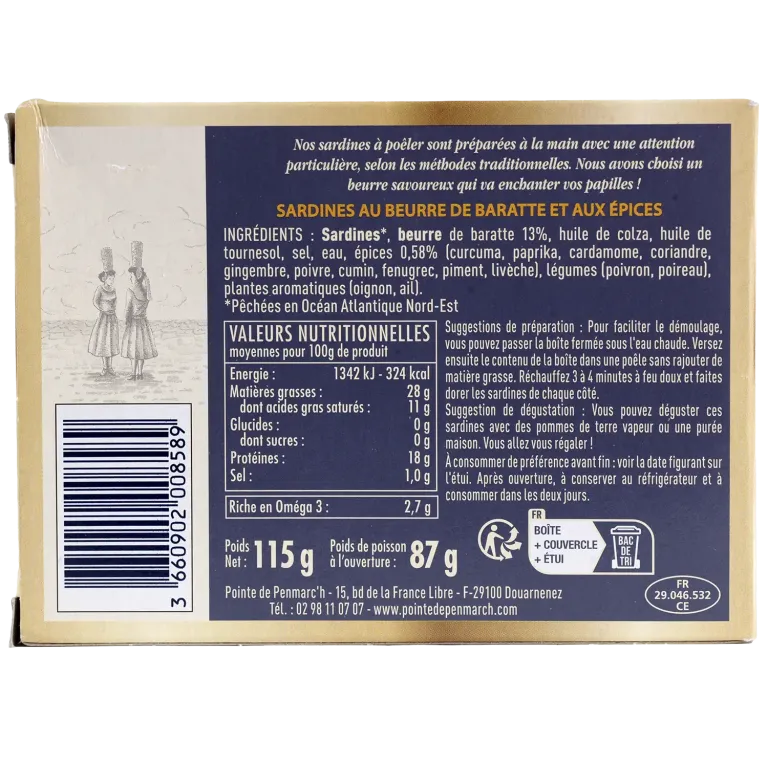 Nos sardines à poêler sont préparées à la main avec une attention
particulière, selon les méthodes traditionnelles. Nous avons choisi un
beurre savoureux qui va enchanter vos papilles !
SARDINES AU BEURRE DE BARATTE ET AUX ÉPICES
INGRÉDIENTS : Sardines*, beurre de baratte 13%, huile de colza, huile de
tournesol, sel, eau, épices 0,58% (curcuma, paprika, cardamome, coriandre,
gingembre, poivre, cumin, fenugrec, piment, livèche), légumes (poivron, poireau),
plantes aromatiques (oignon, ail).
*Pêchées en Océan Atlantique Nord-Est
VALEURS NUTRITIONNELLES
moyennes pour 100g de produit
Energie : 1342 kJ - 324 kcal
Matières grasses : 28 g
dont acides gras saturés : 11 g
Glucides : 0 g
dont sucres : 0 g
Protéines : 18 g
Sel : 1,0 g
Riche en Oméga 3 : 2,7 g
Suggestions de préparation : Pour faciliter le démoulage,
vous pouvez passer la boîte fermée sous l'eau chaude. Versez
ensuite le contenu de la boîte dans une poêle sans rajouter de
matière grasse. Réchauffez 3 à 4 minutes à feu doux et faites
dorer les sardines de chaque côté.
Suggestion de dégustation : Vous pouvez déguster ces
sardines avec des pommes de terre vapeur ou une purée
maison. Vous allez vous régaler !
À consommer de préférence avant fin : voir la date figurant sur
l'étui. Après ouverture, à conserver au réfrigérateur et à
consommer dans les deux jours.
Poids
Net : 115 g
Poids de poisson
à l'ouverture : 87 g
FR
BOÎTE
+ COUVERCLE
+ ÉTUI
BAC
DE
TRI
Pointe de Penmarc'h - 15, bd de la France Libre - F-29100 Douarnenez
Tél. : 02 98 11 07 07 - www.pointedepenmarch.com
FR
29.046.532
CE
3 660902 008589